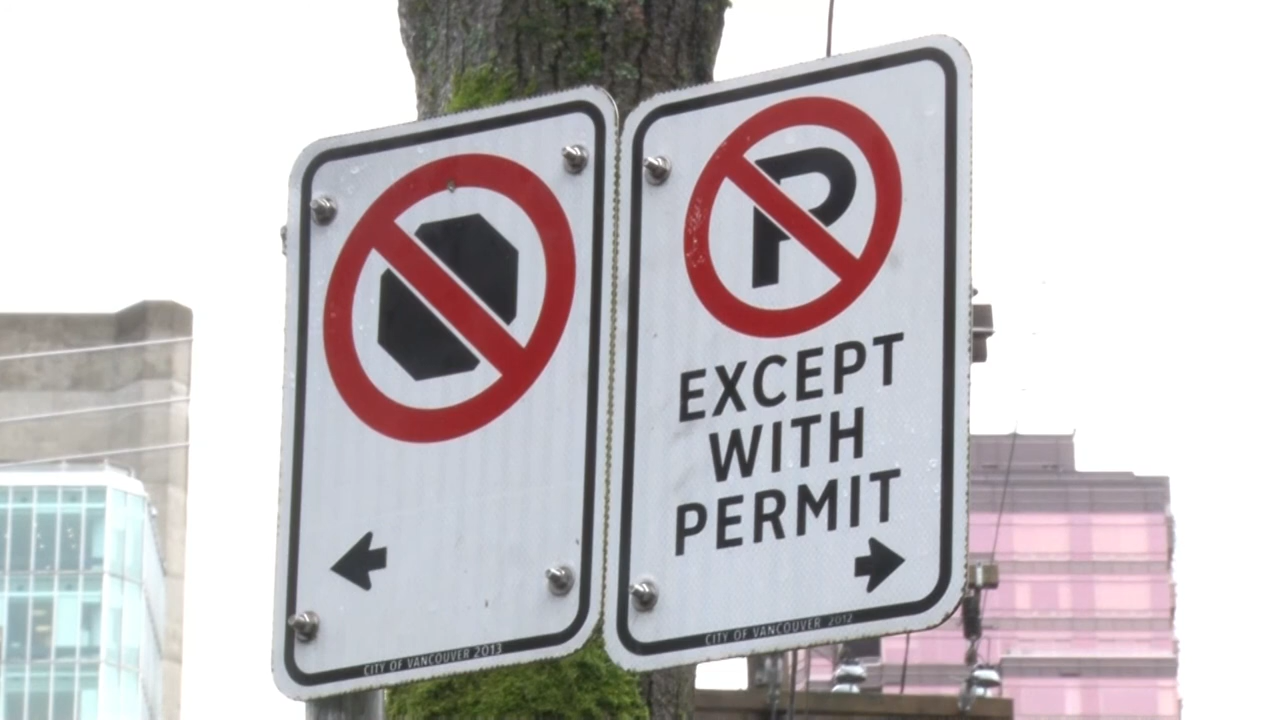 P
EXCEPT
WITH
PERMIT
CITY OF VANCOUVER 2013
CITY OF VANCOUVER 2012